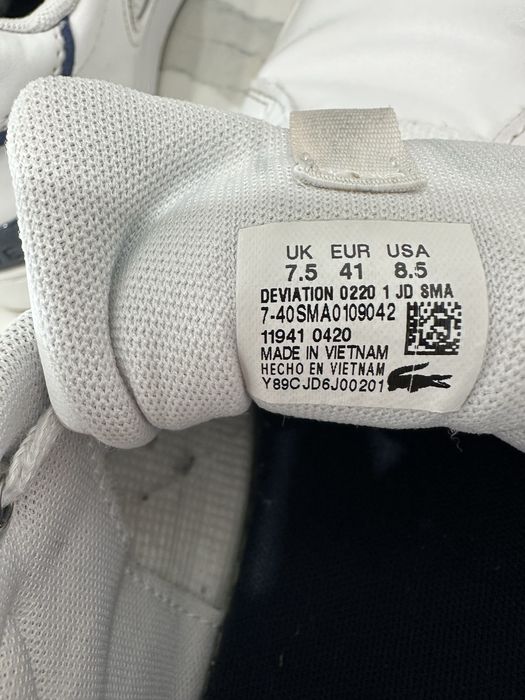 UK EUR USA
7.5 41 8.5
DEVIATION 0220 1 JD SMA
7-40SMA0109042
11941 0420
MADE IN VIETNAM
HECHO EN VIETNAM
Y89CJD6J00201